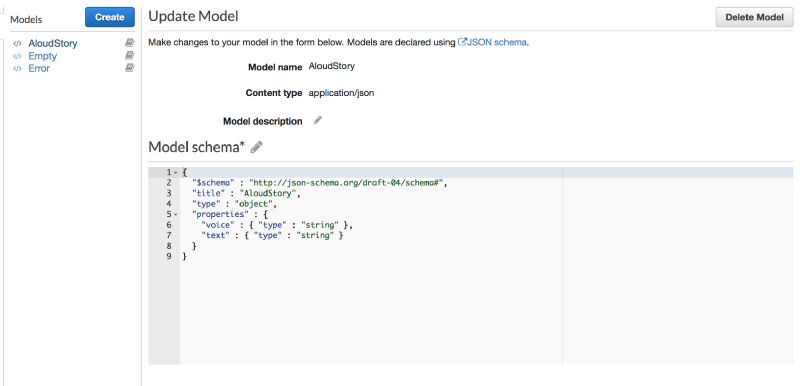 Models
Create
</> AloudStory
</> Empty
</> Error
Update Model
Delete Model
Make changes to your model in the form below. Models are declared using JSON schema.
Model name AloudStory
Content type application/json
Model description
Model schema*
1 {
2 "$schema" : "http://json-schema.org/draft-04/schema#",
3 "title" : "AloudStory",
4 "type" : "object",
5 "properties" : {
6 "voice" : { "type" : "string" },
7 "text" : { "type" : "string" }
8 }
9 }